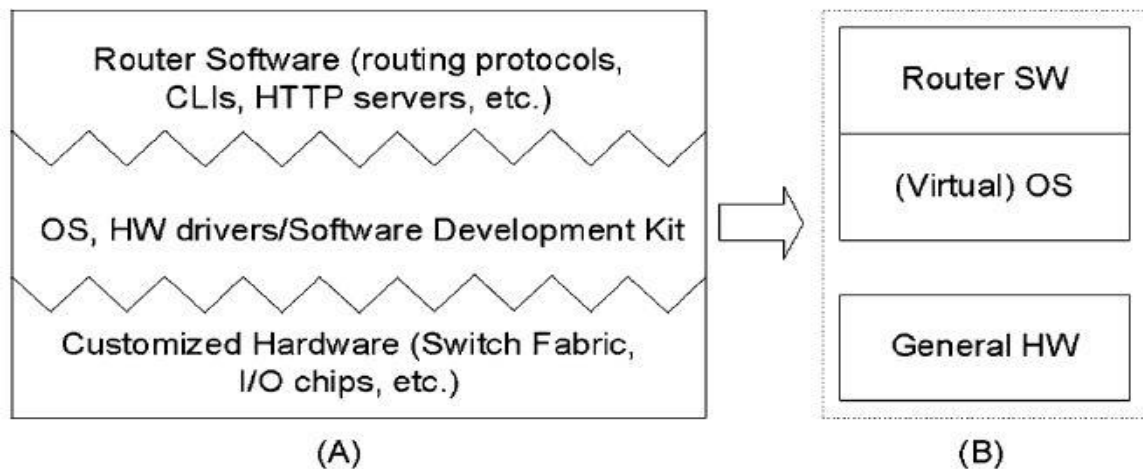 Router Software (routing protocols,
CLIs, HTTP servers, etc.)
OS, HW drivers/Software Development Kit
Customized Hardware (Switch Fabric,
I/O chips, etc.)
(A)
Router SW
(Virtual) OS
General HW
(B)